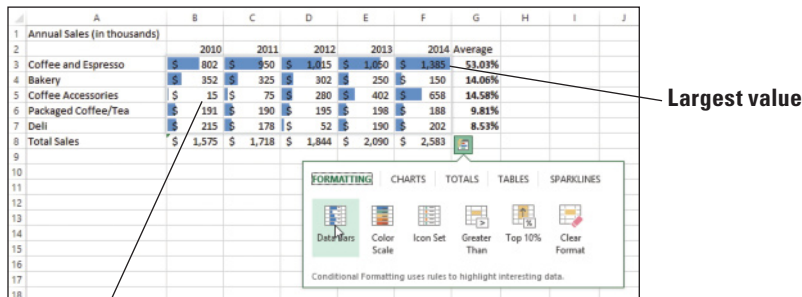 A B C D E F G H I J
1 Annual Sales (in thousands)
2 2010 2011 2012 2013 2014 Average
3 Coffee and Espresso $ 802 $ 950 $ 1,015 $ 1,050 $ 1,385 53.03%
4 Bakery $ 352 $ 325 $ 302 $ 250 $ 150 14.06%
5 Coffee Accessories $ 15 $ 75 $ 280 $ 402 $ 658 14.58%
6 Packaged Coffee/Tea $ 191 $ 190 $ 195 $ 198 $ 188 9.81%
7 Deli $ 215 $ 178 $ 52 $ 190 $ 202 8.53%
8 Total Sales $ 1,575 $ 1,718 $ 1,844 $ 2,090 $ 2,583
Largest value
9
10
11
12
13
14
15
16
17
18
FORMATTING CHARTS TOTALS TABLES SPARKLINES
Data Bars Color Scale Icon Set Greater Than Top 10% Clear Format
Conditional Formatting uses rules to highlight interesting data.